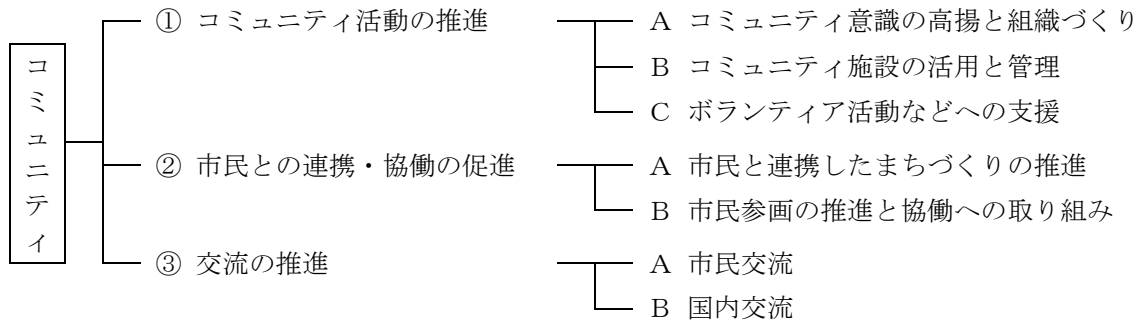 コミュニティ
① コミュニティ活動の推進
A コミュニティ意識の高揚と組織づくり
B コミュニティ施設の活用と管理
C ボランティア活動などへの支援
② 市民との連携・協働の促進
A 市民と連携したまちづくりの推進
B 市民参画の推進と協働への取り組み
③ 交流の推進
A 市民交流
B 国内交流